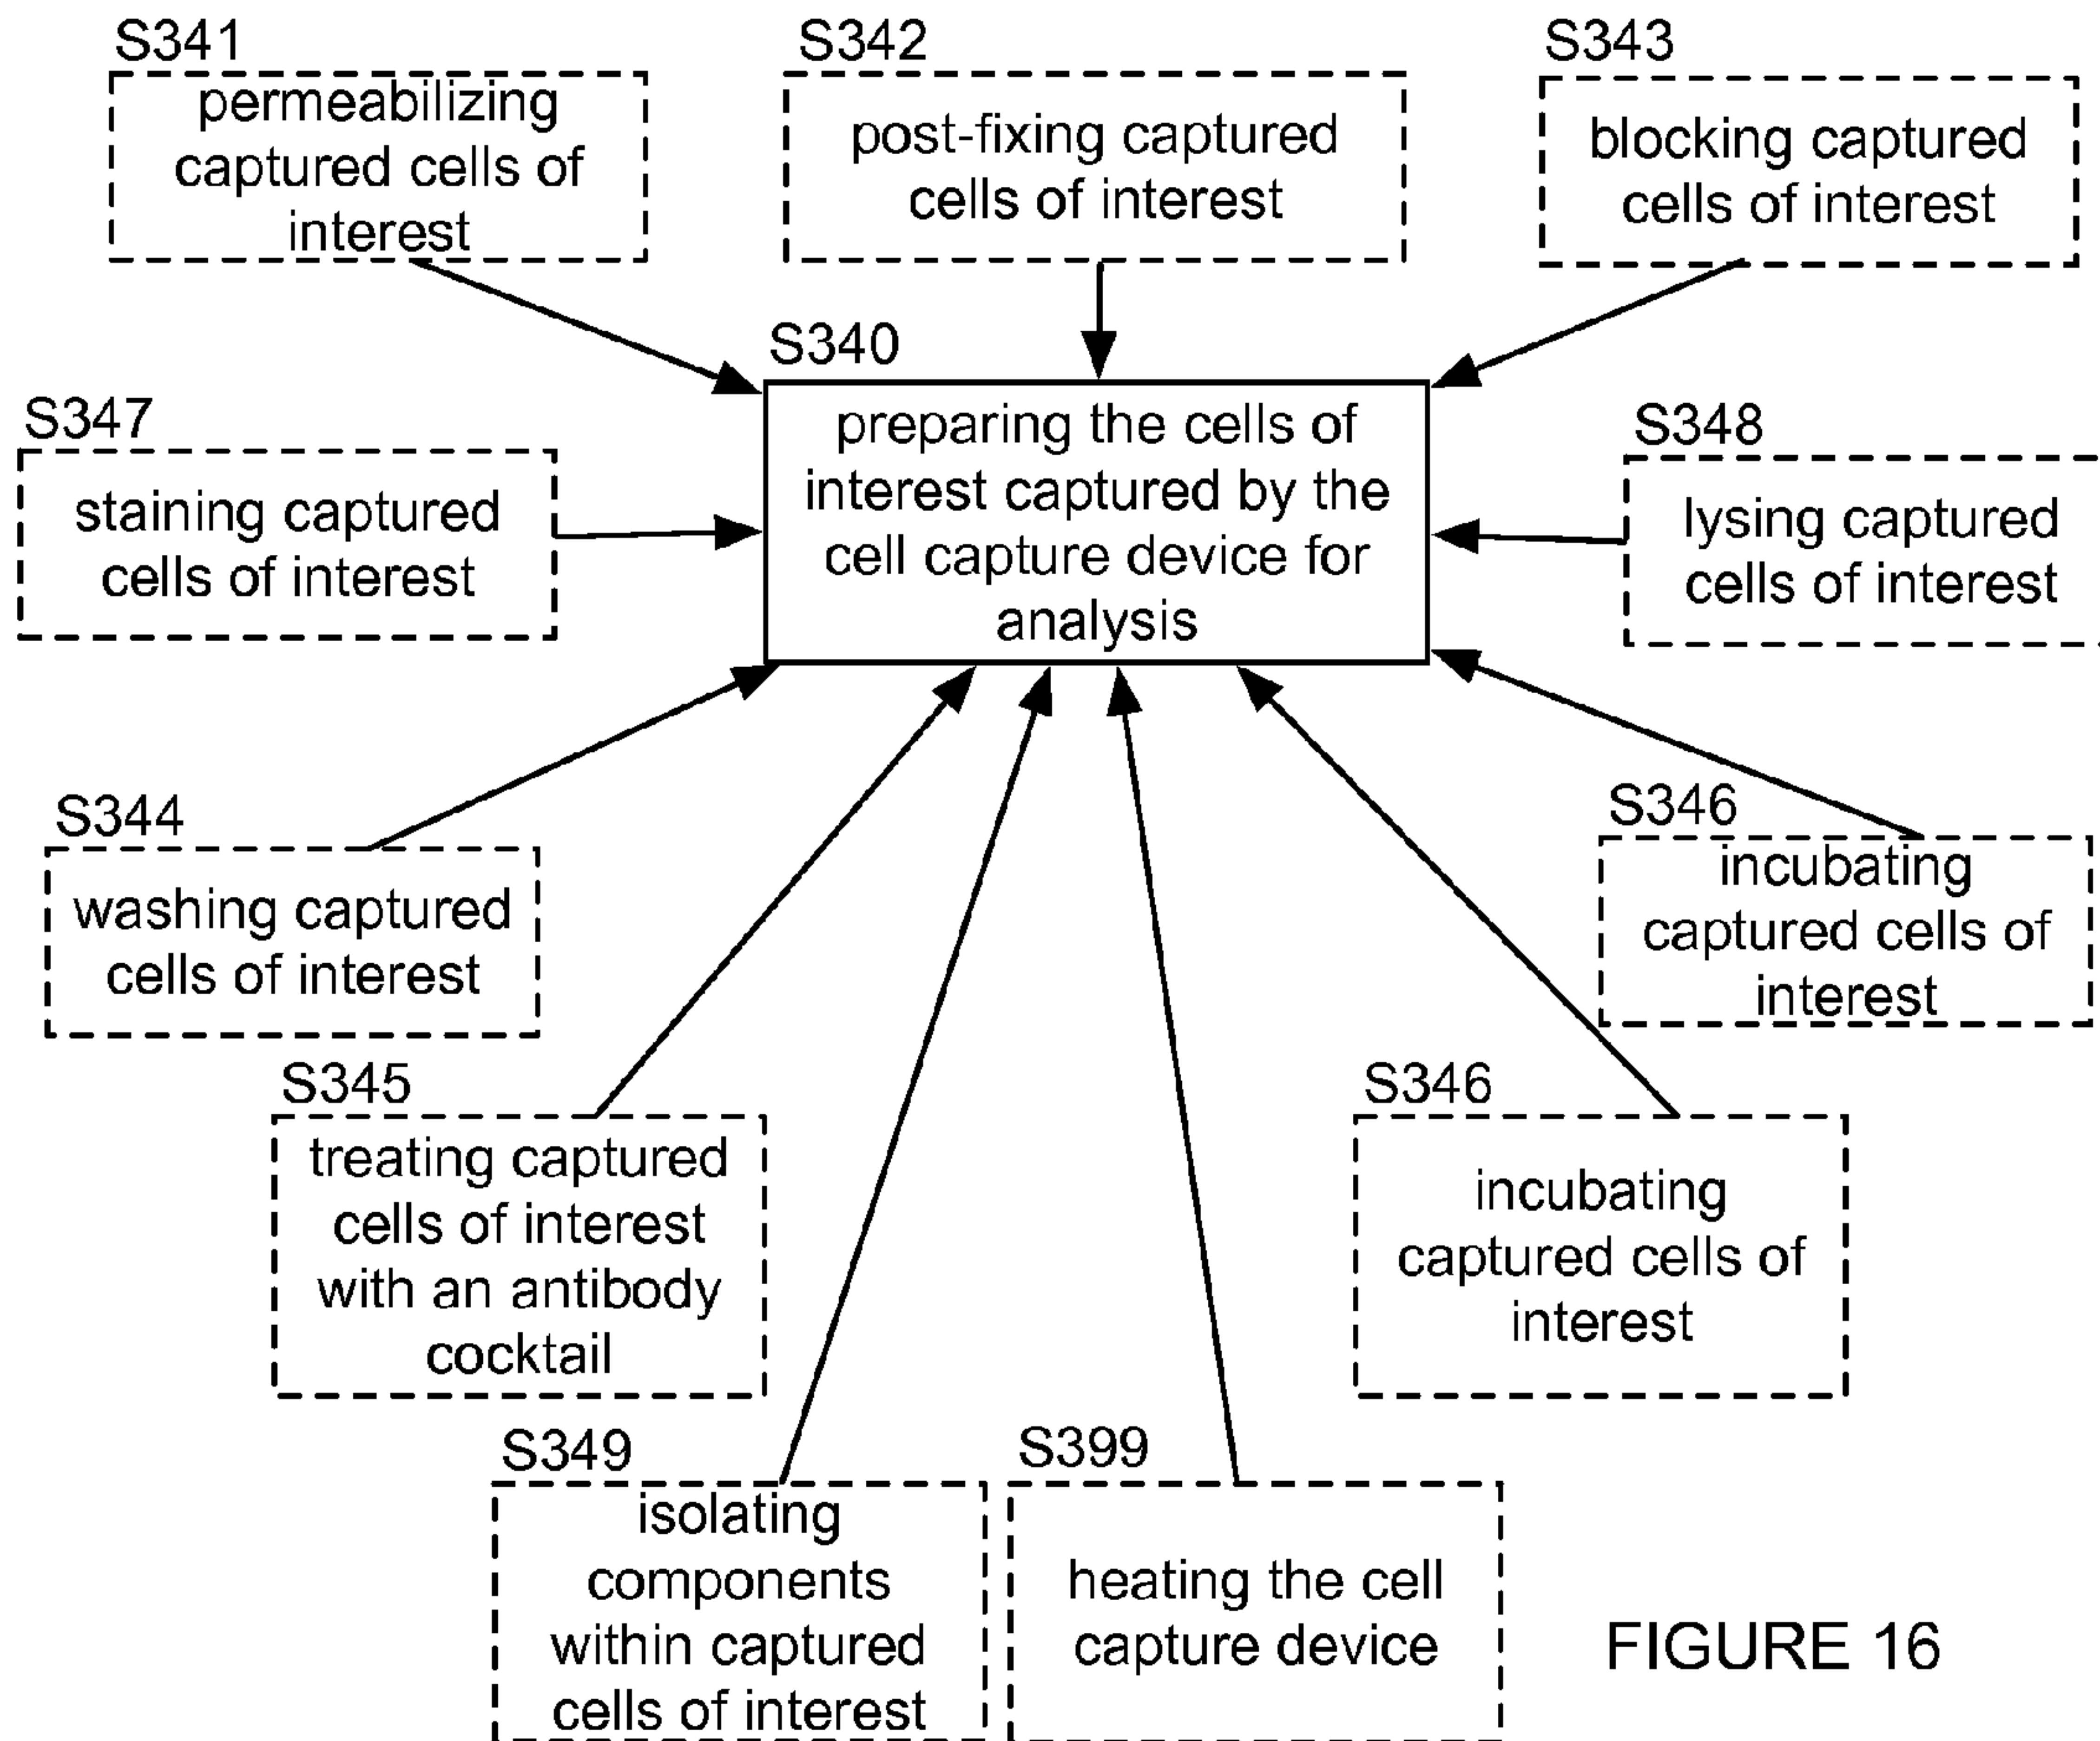 S341
permeabilizing
captured cells of
interest
S342
post-fixing captured
cells of interest
S343
blocking captured
cells of interest
S340
preparing the cells of
interest captured by the
cell capture device for
analysis
S347
staining captured
cells of interest
S348
lysing captured
cells of interest
S344
washing captured
cells of interest
S346
incubating
captured cells of
interest
S345
treating captured
cells of interest
with an antibody
cocktail
S346
incubating
captured cells of
interest
S349
isolating
components
within captured
cells of interest
S399
heating the cell
capture device
FIGURE 16